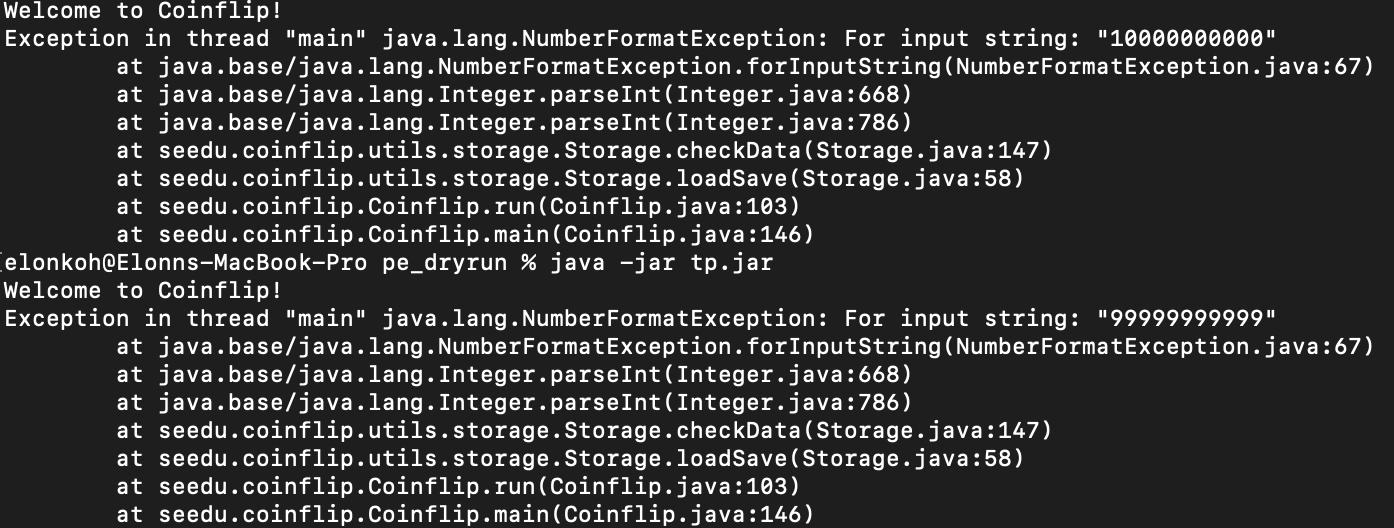 Welcome to Coinflip!
Exception in thread "main" java.lang.NumberFormatException: For input string: "10000000000"
        at java.base/java.lang.NumberFormatException.forInputString(NumberFormatException.java:67)
        at java.base/java.lang.Integer.parseInt(Integer.java:668)
        at java.base/java.lang.Integer.parseInt(Integer.java:786)
        at seedu.coinflip.utils.storage.Storage.checkData(Storage.java:147)
        at seedu.coinflip.utils.storage.Storage.loadSave(Storage.java:58)
        at seedu.coinflip.Coinflip.run(Coinflip.java:103)
        at seedu.coinflip.Coinflip.main(Coinflip.java:146)
[elonkoh@Elonns-MacBook-Pro pe_dryrun % java -jar tp.jar
Welcome to Coinflip!
Exception in thread "main" java.lang.NumberFormatException: For input string: "99999999999"
        at java.base/java.lang.NumberFormatException.forInputString(NumberFormatException.java:67)
        at java.base/java.lang.Integer.parseInt(Integer.java:668)
        at java.base/java.lang.Integer.parseInt(Integer.java:786)
        at seedu.coinflip.utils.storage.Storage.checkData(Storage.java:147)
        at seedu.coinflip.utils.storage.Storage.loadSave(Storage.java:58)
        at seedu.coinflip.Coinflip.run(Coinflip.java:103)
        at seedu.coinflip.Coinflip.main(Coinflip.java:146)